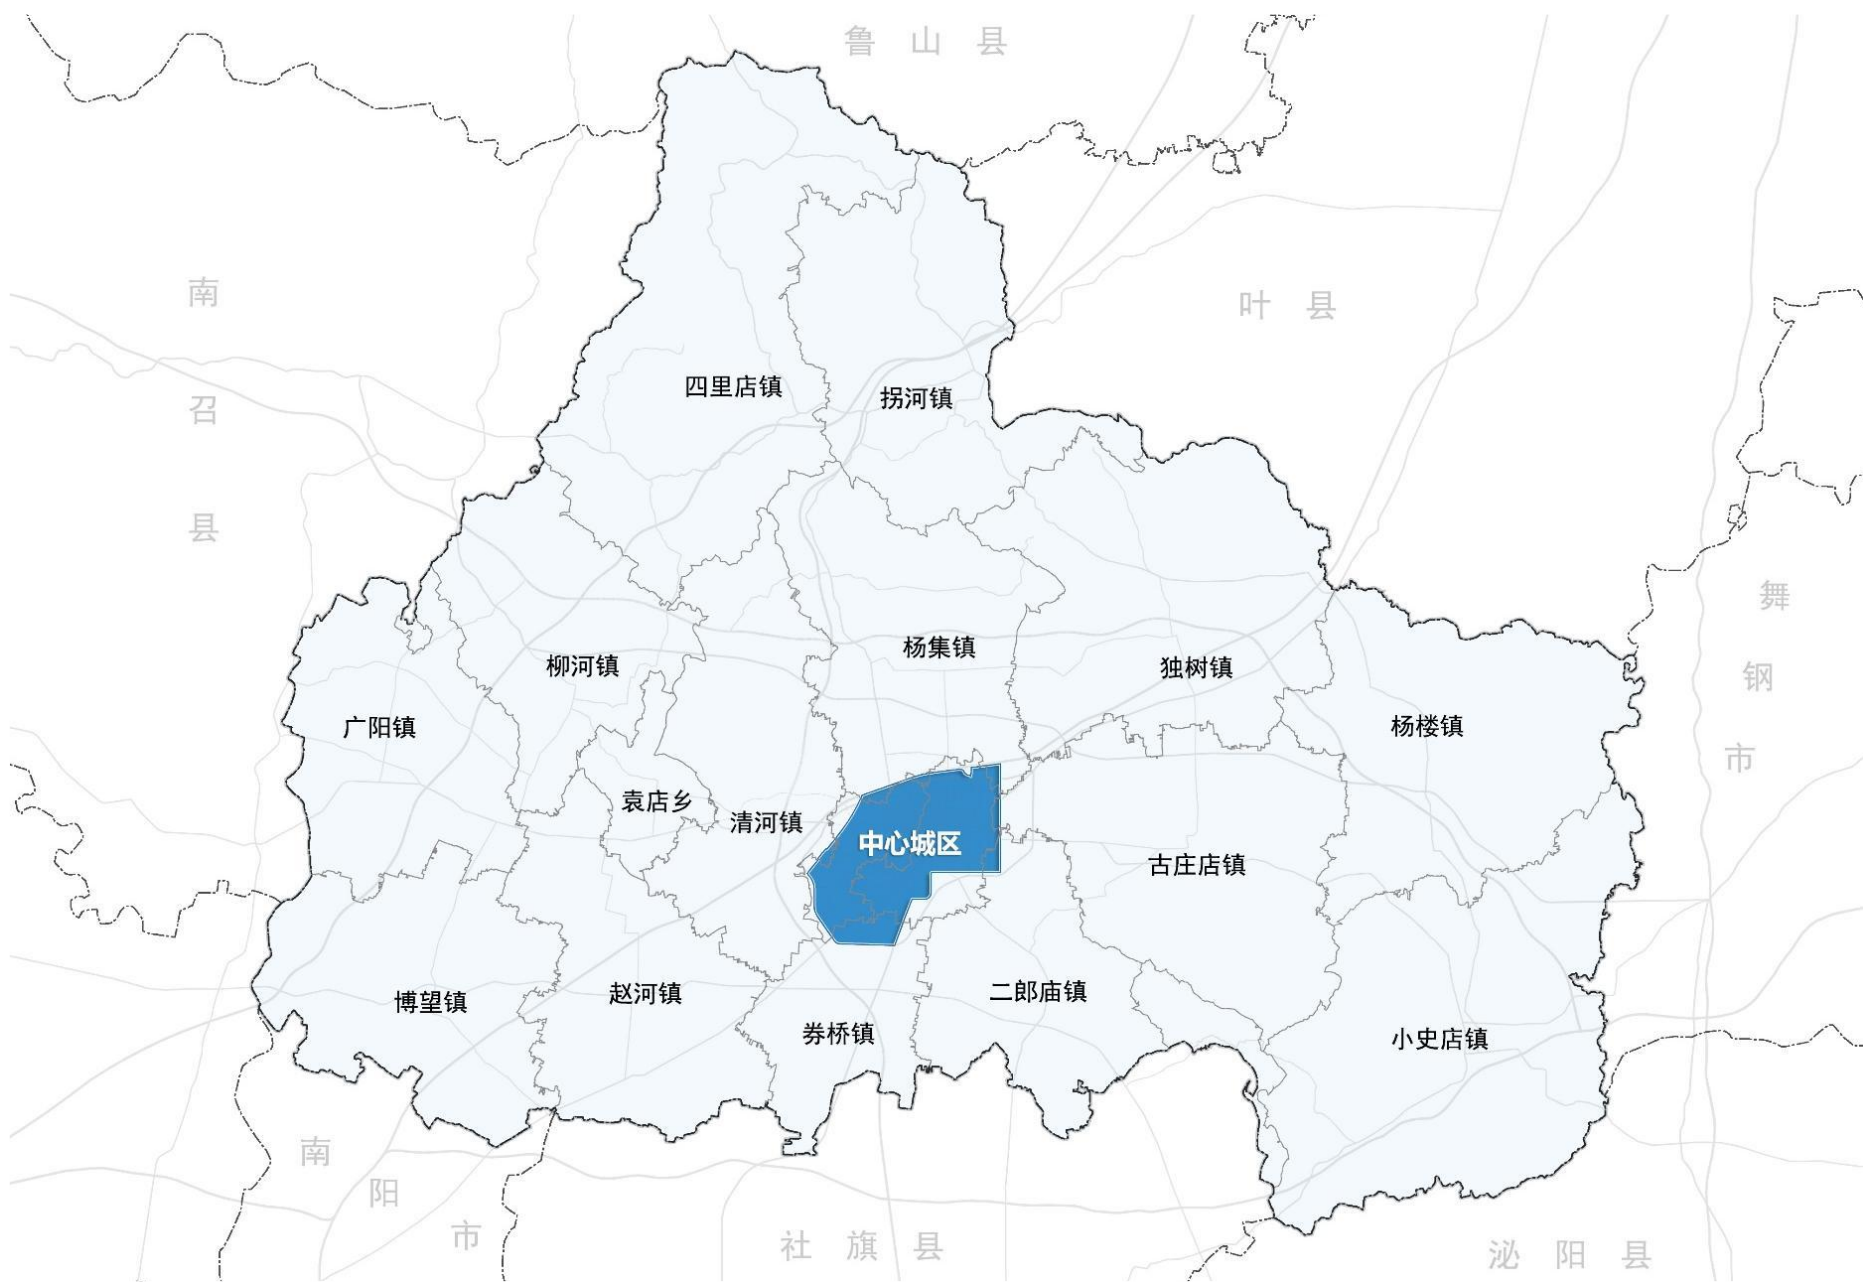 鲁山县
南召县
叶县
四里店镇
拐河镇
舞钢市
杨集镇
柳河镇
独树镇
广阳镇
杨楼镇
袁店乡
清河镇
中心城区
古庄店镇
博望镇
赵河镇
二郎庙镇
券桥镇
小史店镇
南阳市
社旗县
泌阳县